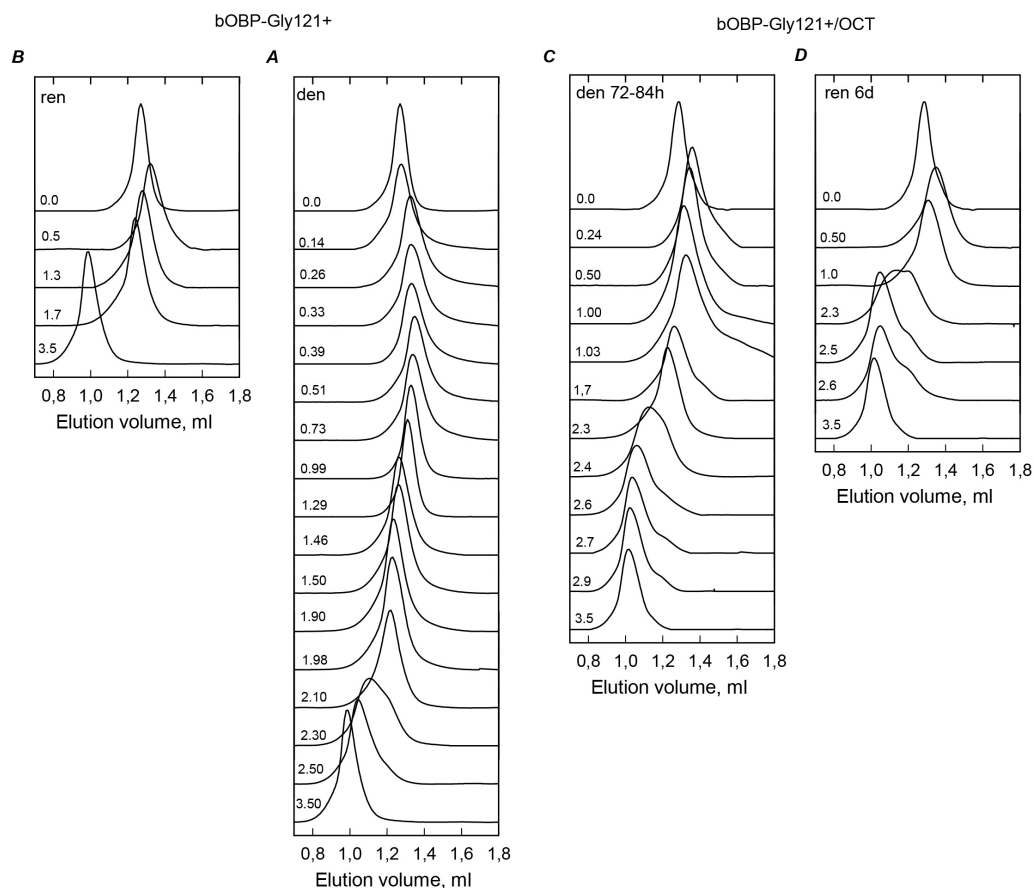 bOBP-Gly121+
bOBP-Gly121+/OCT
B
ren
0.0
0.5
1.3
1.7
3.5
0,8 1,0 1,2 1,4 1,6 1,8
Elution volume, ml
A
den
0.0
0.14
0.26
0.33
0.39
0.51
0.73
0.99
1.29
1.46
1.50
1.90
1.98
2.10
2.30
2.50
3.50
0,8 1,0 1,2 1,4 1,6 1,8
Elution volume, ml
C
den 72-84h
0.0
0.24
0.50
1.00
1.03
1,7
2.3
2.4
2.6
2.7
2.9
3.5
0,8 1,0 1,2 1,4 1,6 1,8
Elution volume, ml
D
ren 6d
0.0
0.50
1.0
2.3
2.5
2.6
3.5
0,8 1,0 1,2 1,4 1,6 1,8
Elution volume, ml